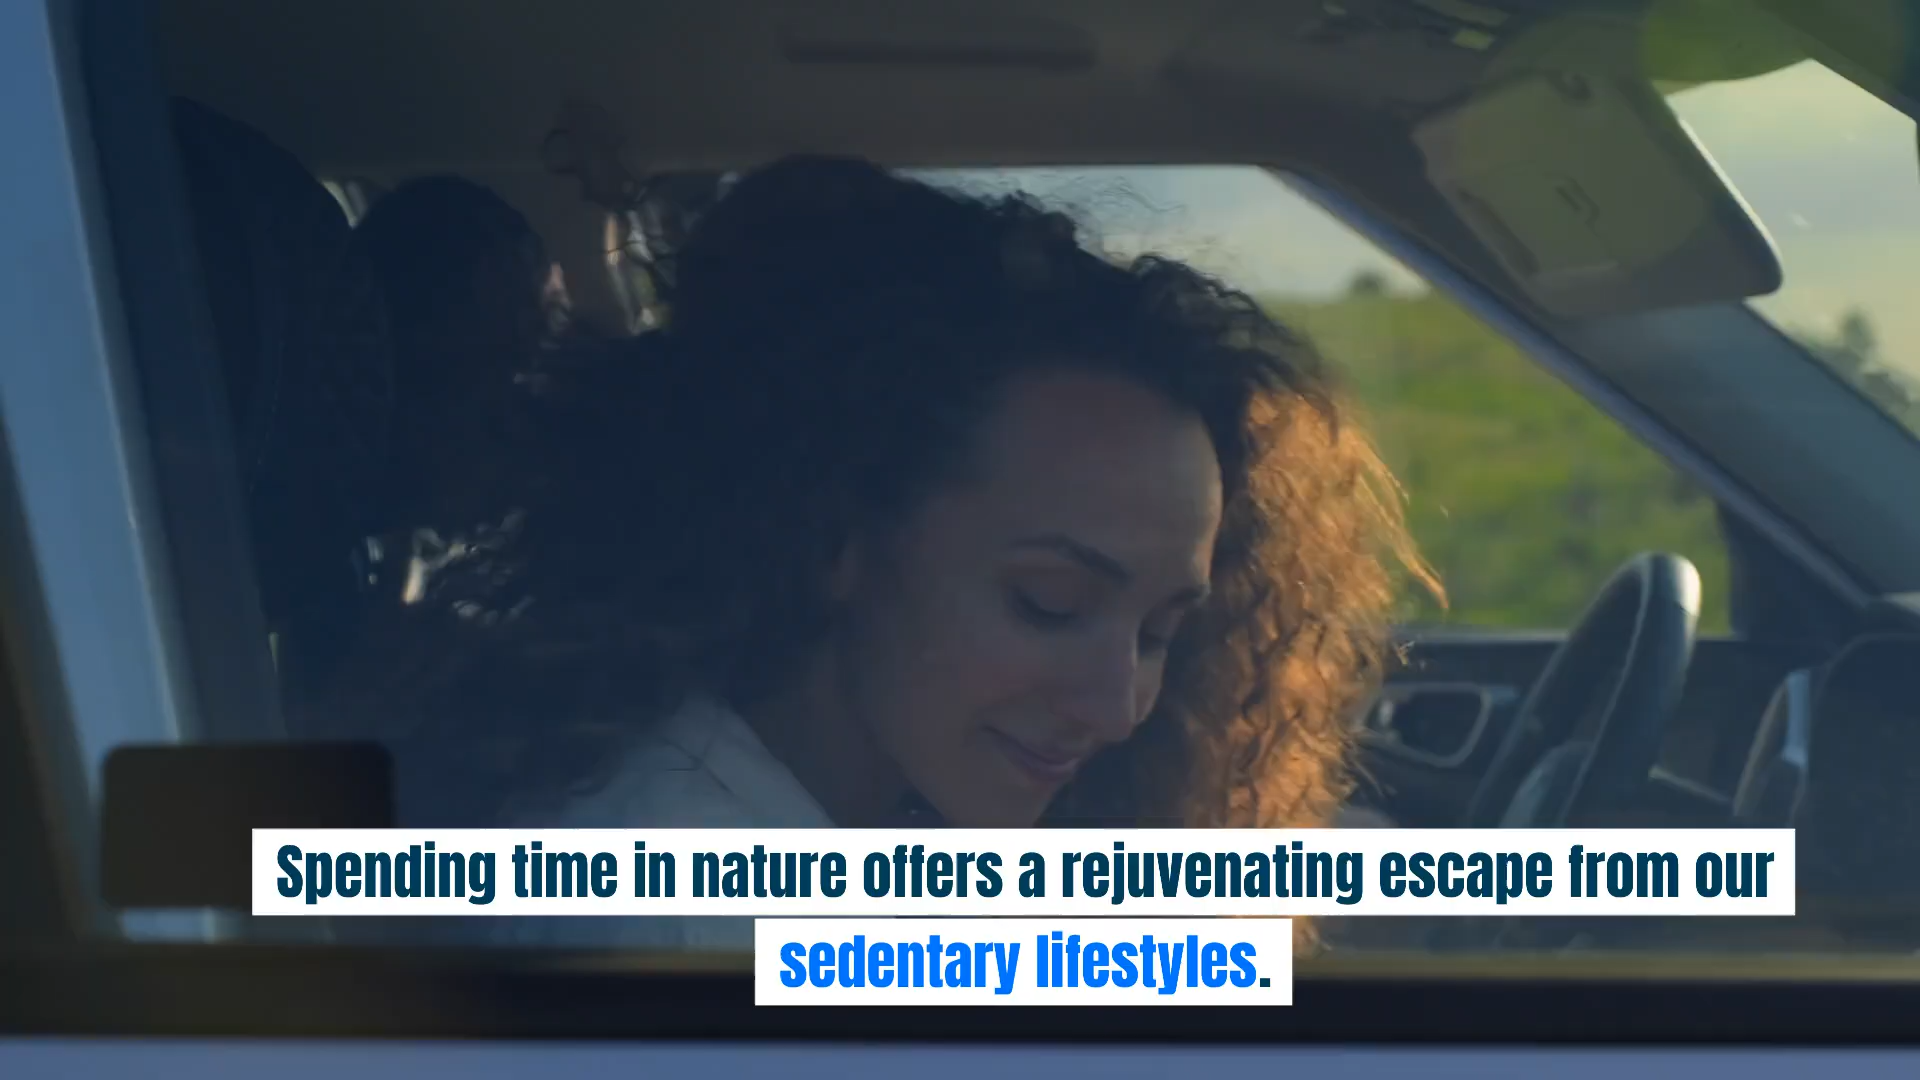 Spending time in nature offers a rejuvenating escape from our
sedentary lifestyles.